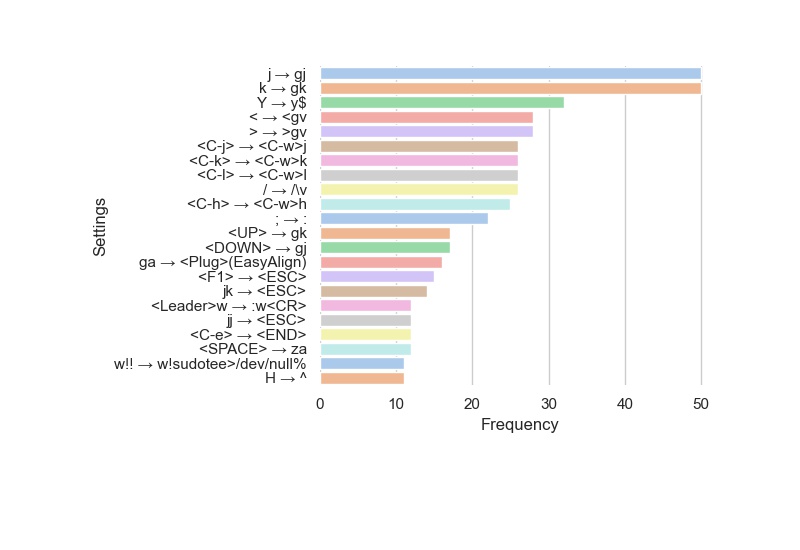 j → gj
k → gk
Y → y$
< → <gv
> → >gv
<C-j> → <C-w>j
<C-k> → <C-w>k
<C-l> → <C-w>l
/ → /\v
<C-h> → <C-w>h
; → :
<UP> → gk
<DOWN> → gj
ga → <Plug>(EasyAlign)
<F1> → <ESC>
jk → <ESC>
<Leader>w → :w<CR>
jj → <ESC>
<C-e> → <END>
<SPACE> → za
w!! → w!sudotee>/dev/null%
H → ^
Settings
0 10 20 30 40 50
Frequency